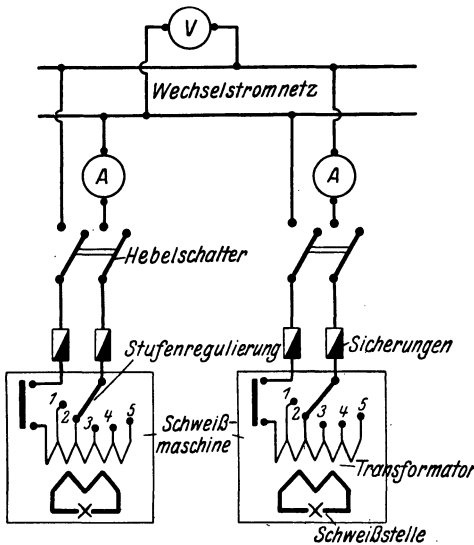 V
Wechselstromnetz
A A
Hebelschalter
Stufenregulierung Sicherungen
1 2 3 4 5
1 2 3 4 5
Schweiß-
maschine
Transformator
Schweißstelle